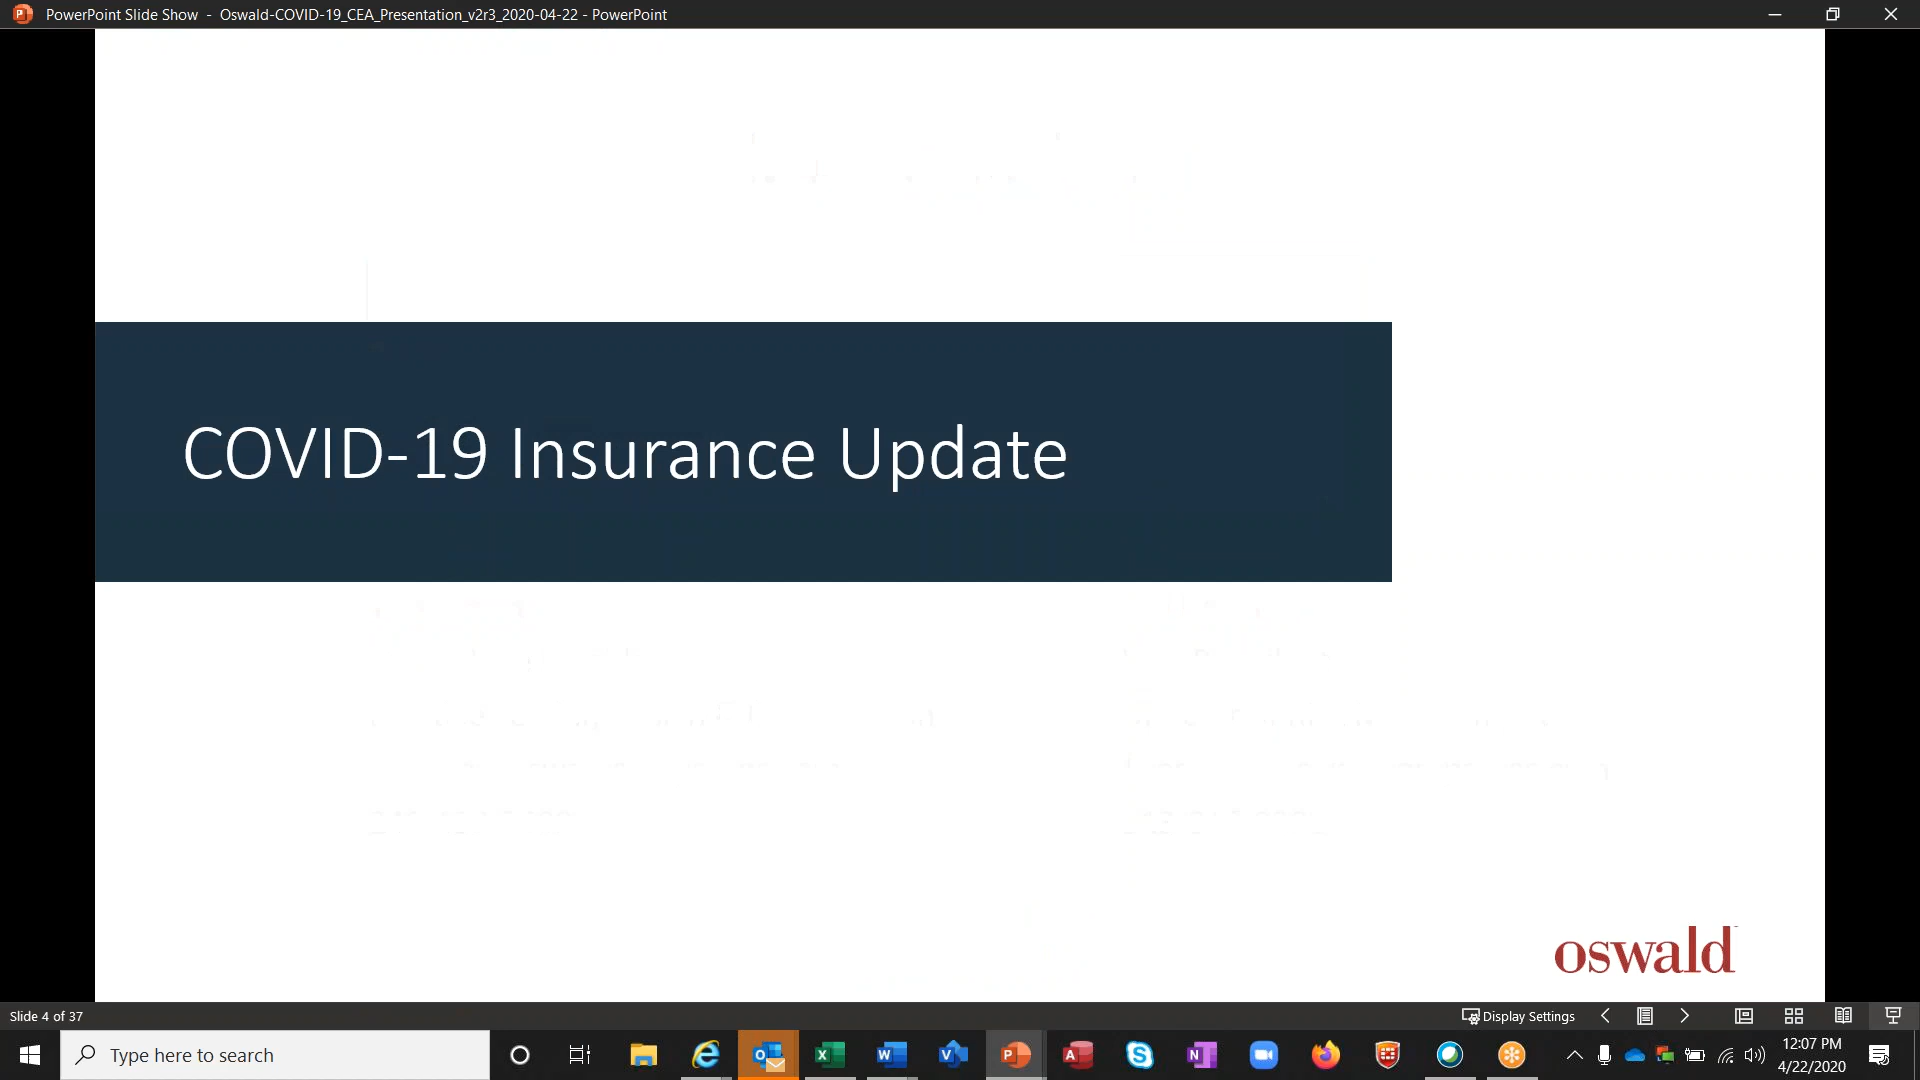 PowerPoint Slide Show - Oswald-COVID-19_CEA_Presentation_v2r3_2020-04-22 - PowerPoint
COVID-19 Insurance Update
oswald
Slide 4 of 37
Display Settings
Type here to search
12:07 PM
4/22/2020